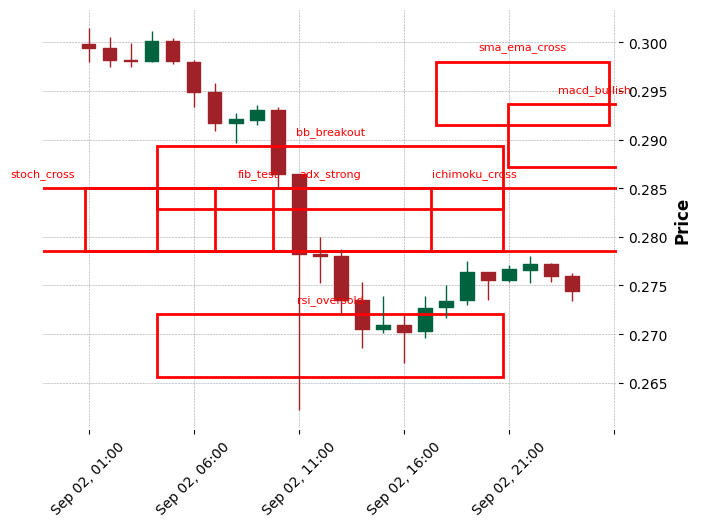 sma_ema_cross
macd_bullish
bb_breakout
stoch_cross
fib_test
adx_strong
ichimoku_cross
rsi_oversold
0.300
0.295
0.290
0.285
0.280
0.275
0.270
0.265
Price
Sep 02, 01:00
Sep 02, 06:00
Sep 02, 11:00
Sep 02, 16:00
Sep 02, 21:00